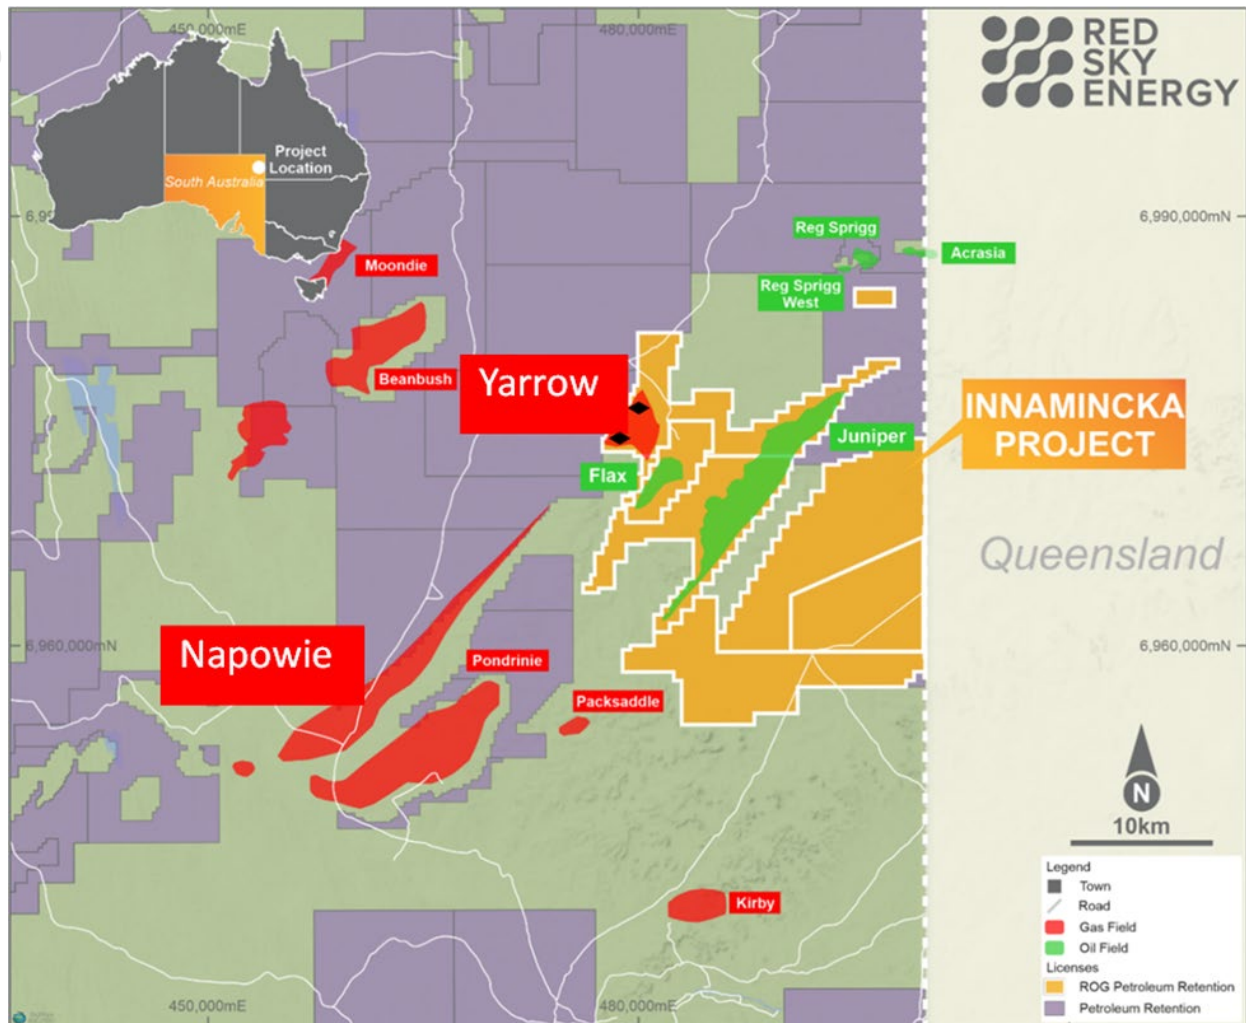 450,000mE
480,000mE
RED
SKY
ENERGY
Project
Location
South Australia
6,99
6,990,000mN
Reg Sprigg
Acrasia
Moondie
Reg Sprigg
West
Beanbush
Yarrow
INNAMINCKA
PROJECT
Juniper
Flax
Queensland
6,960,000mN
6,960,000mN
Napowie
Pondrinie
Packsaddle
N
10km
Kirby
Legend
Town
Road
Gas Field
Oil Field
Licenses
ROG Petroleum Retention
Petroleum Retention
450,000mE
480,000mE